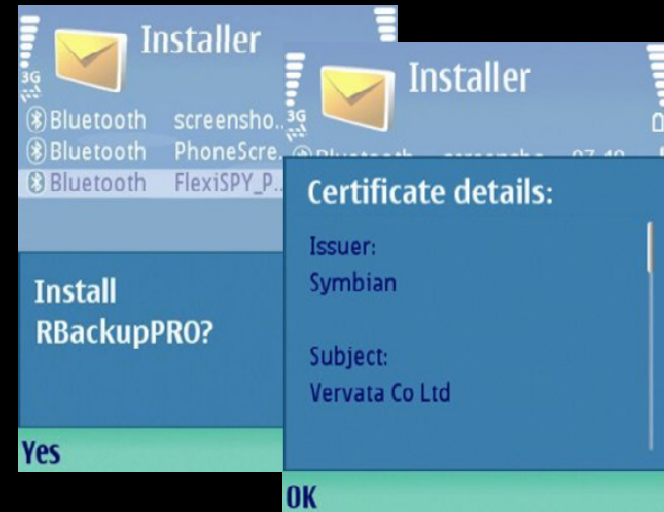 Installer
3G
Bluetooth screensho..
Bluetooth PhoneScre..
Bluetooth FlexiSPY_P..
Install
RBackupPRO?
Yes
Installer
3G
Certificate details:
Issuer:
Symbian
Subject:
Vervata Co Ltd
OK